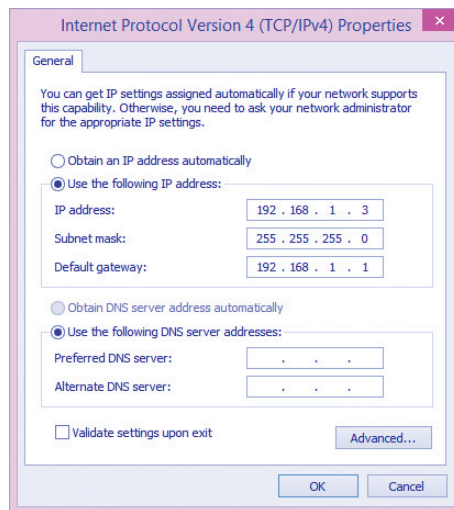 Internet Protocol Version 4 (TCP/IPv4) Properties
General
You can get IP settings assigned automatically if your network supports
this capability. Otherwise, you need to ask your network administrator
for the appropriate IP settings.
Obtain an IP address automatically
Use the following IP address:
IP address: 192 . 168 . 1 . 3
Subnet mask: 255 . 255 . 255 . 0
Default gateway: 192 . 168 . 1 . 1
Obtain DNS server address automatically
Use the following DNS server addresses:
Preferred DNS server: . . .
Alternate DNS server: . . .
Validate settings upon exit
Advanced...
OK Cancel